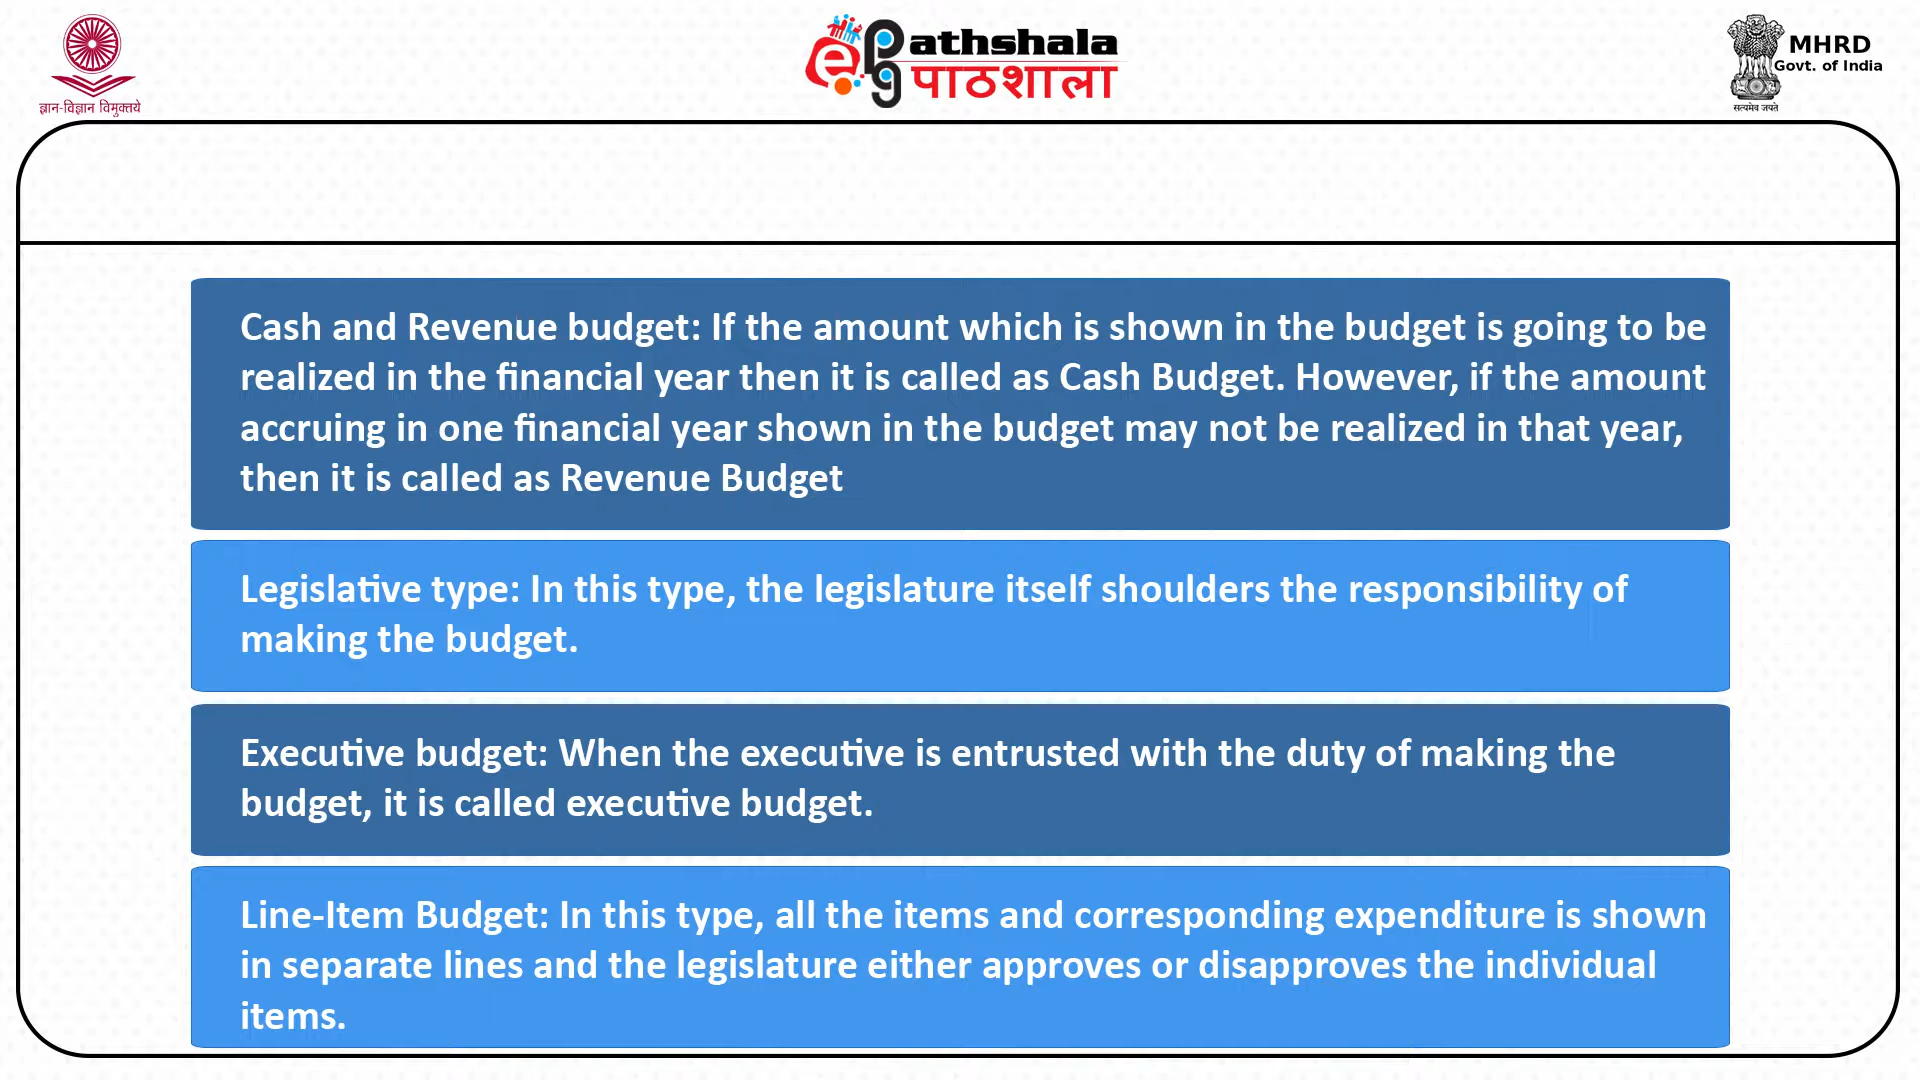 ज्ञान-विज्ञान विमुक्तये
ePg athshala
पाठशाला
MHRD
Govt. of India
सत्यमेव जयते
Cash and Revenue budget: If the amount which is shown in the budget is going to be
realized in the financial year then it is called as Cash Budget. However, if the amount
accruing in one financial year shown in the budget may not be realized in that year,
then it is called as Revenue Budget
Legislative type: In this type, the legislature itself shoulders the responsibility of
making the budget.
Executive budget: When the executive is entrusted with the duty of making the
budget, it is called executive budget.
Line-Item Budget: In this type, all the items and corresponding expenditure is shown
in separate lines and the legislature either approves or disapproves the individual
items.